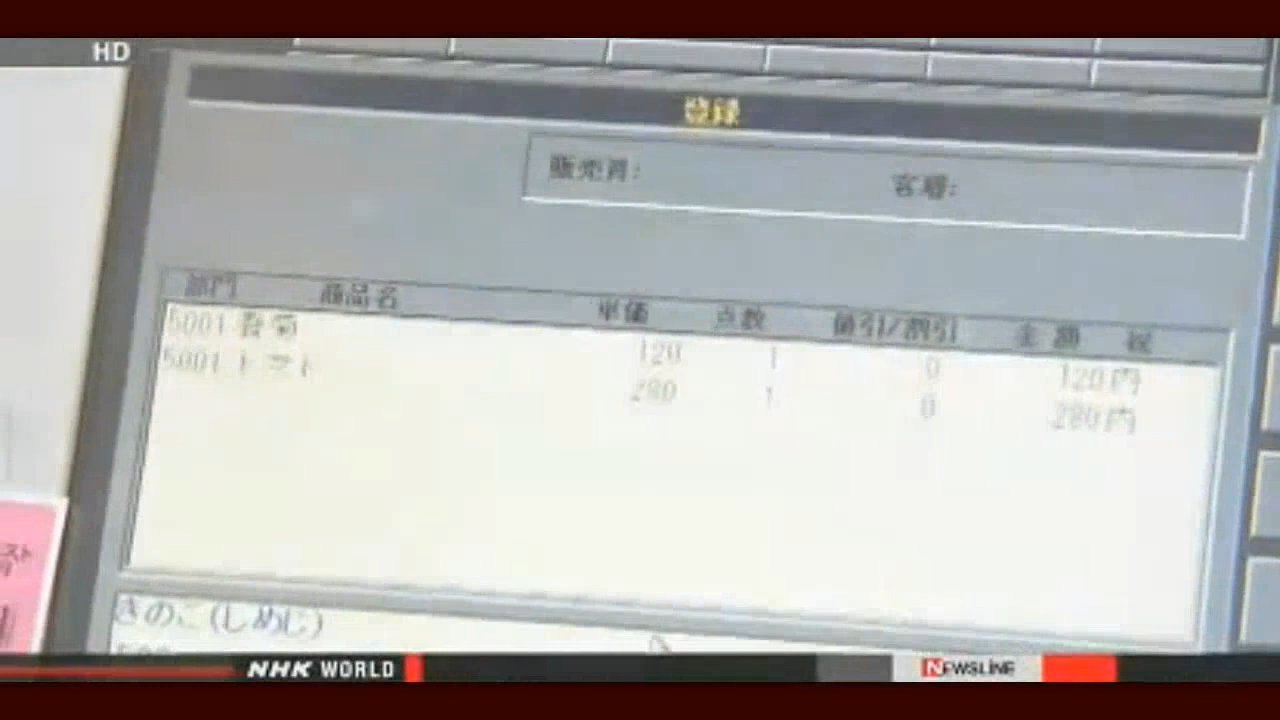 HD
登録
販売員: 客層:
部門 商品名 単価 点数 値引/割引 金額 税
5001 春菊 120 1 0 120円
5001 トマト 280 1 0 280円
きのこ(しめじ)
NHK WORLD NEWSLINE